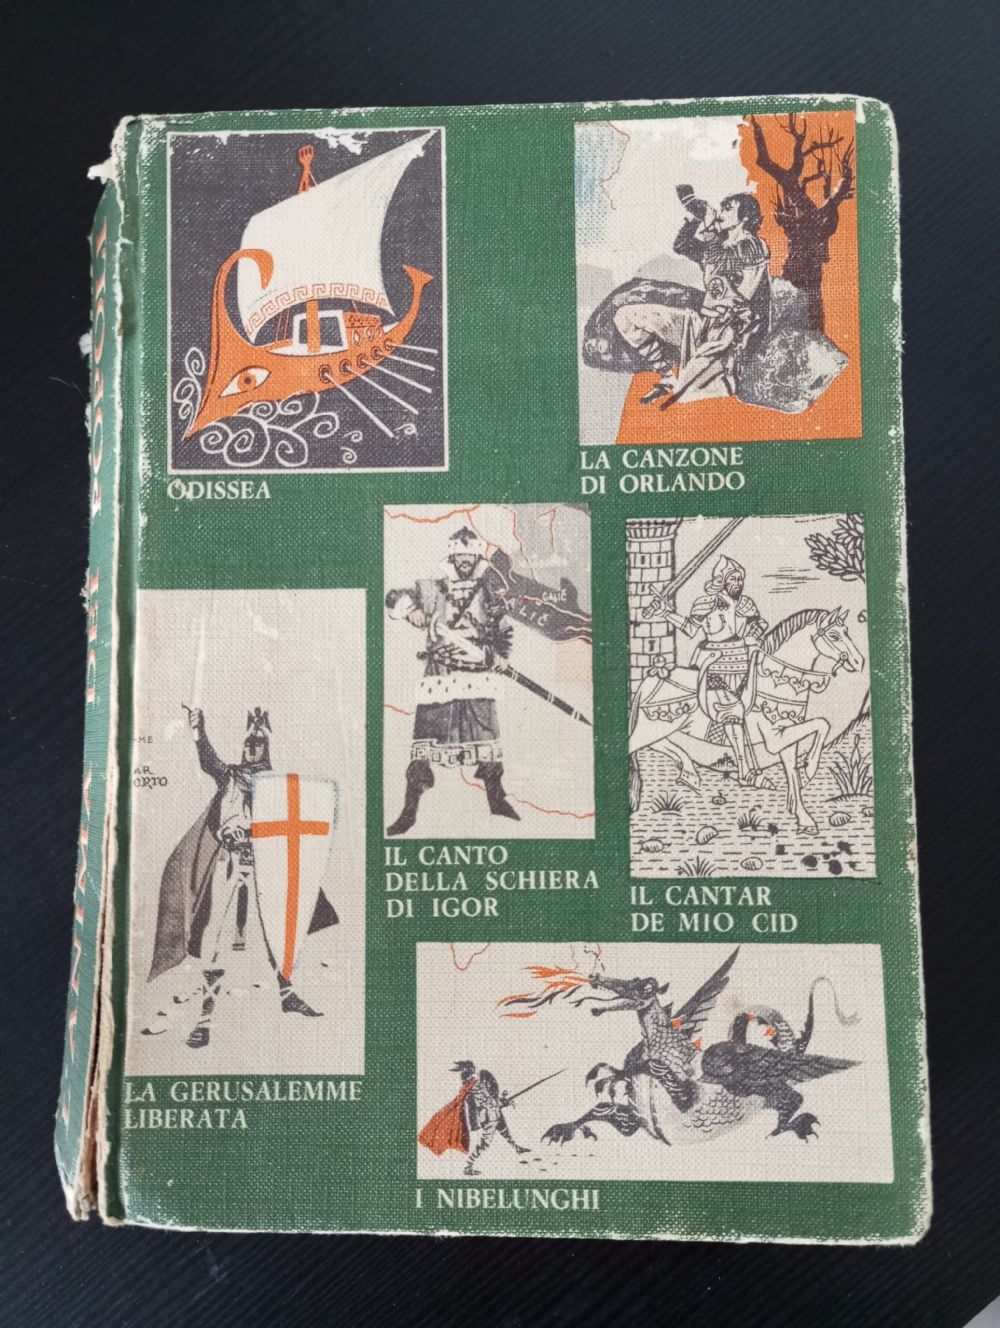 ODISSEA
LA CANZONE
DI ORLANDO
IL CANTO
DELLA SCHIERA
DI IGOR
IL CANTAR
DE MIO CID
LA GERUSALEMME
LIBERATA
I NIBELUNGHI